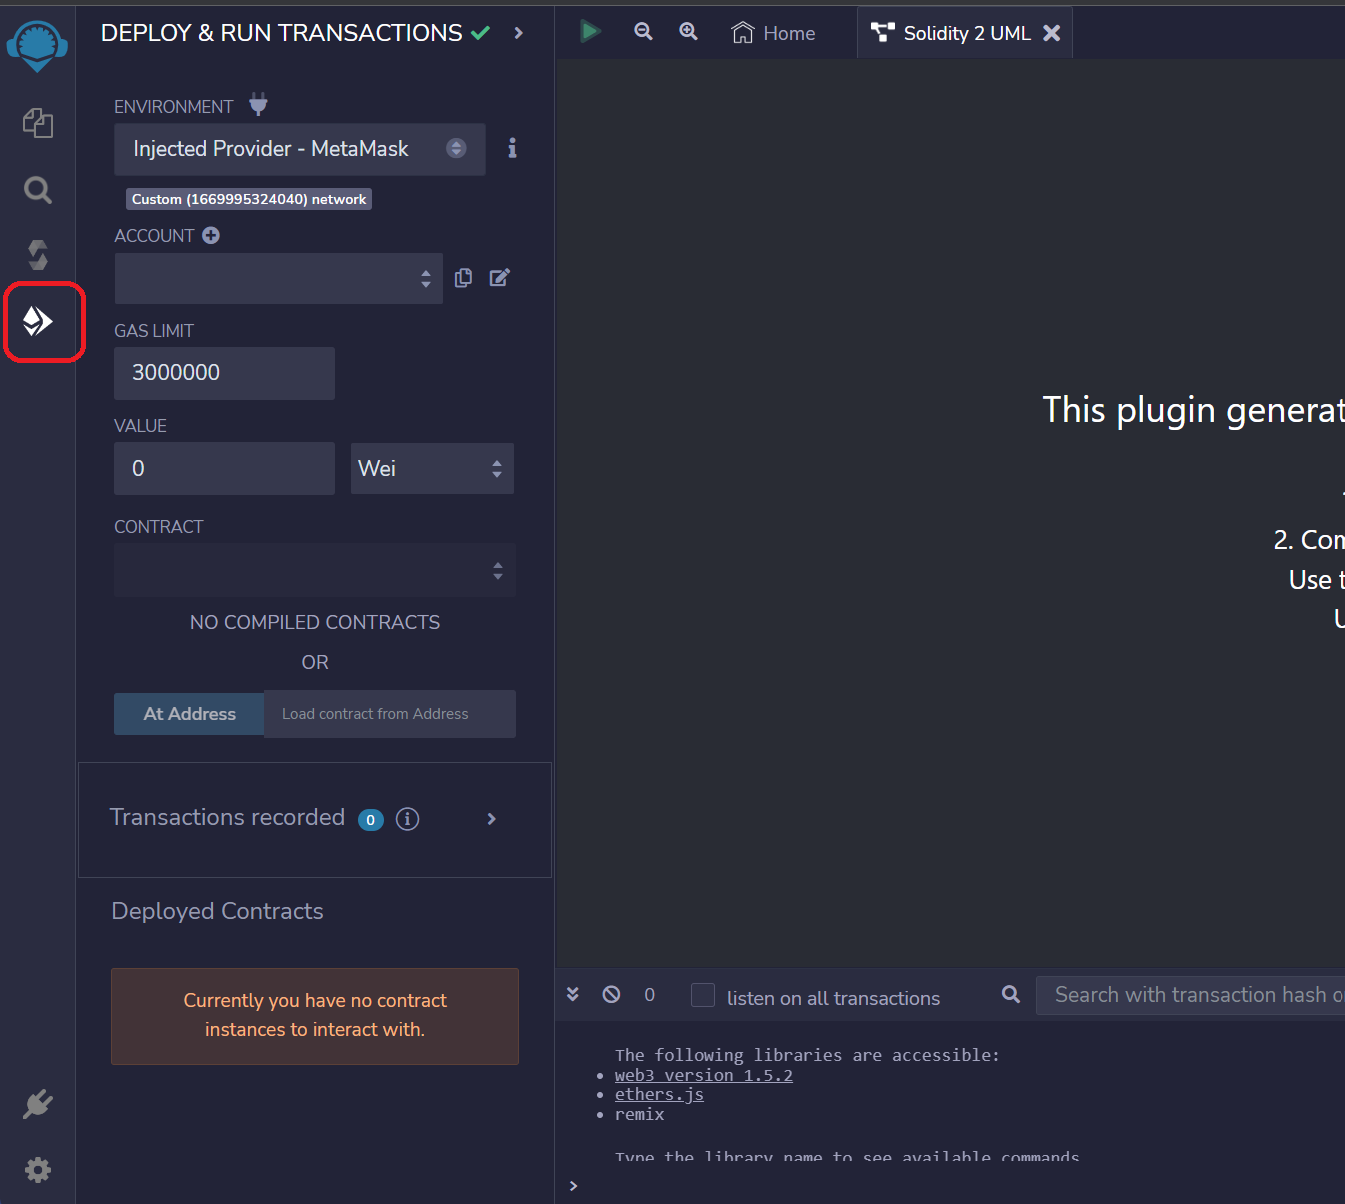 DEPLOY & RUN TRANSACTIONS
Home
Solidity 2 UML
ENVIRONMENT
Injected Provider - MetaMask
Custom (1669995324040) network
ACCOUNT
GAS LIMIT
3000000
VALUE
0
Wei
CONTRACT
NO COMPILED CONTRACTS
OR
At Address
Load contract from Address
Transactions recorded 0
Deployed Contracts
Currently you have no contract
instances to interact with.
This plugin generat
2. Com
Use t
U
0
listen on all transactions
Search with transaction hash o
The following libraries are accessible:
• web3 version 1.5.2
• ethers.js
• remix
Type the library name to see available commands
>